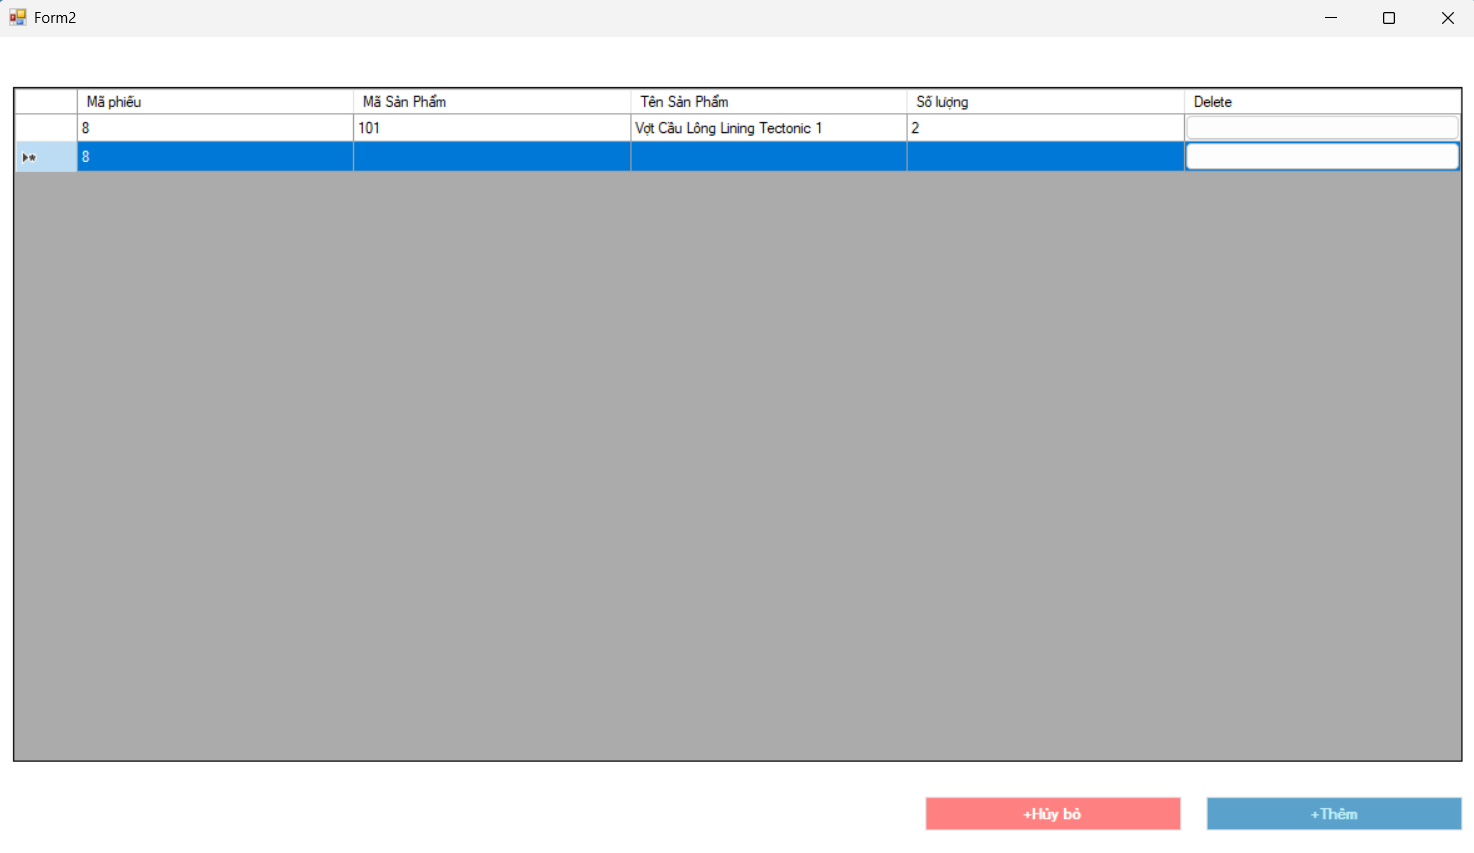 Form2
Mã phiếu Mã Sản Phẩm Tên Sản Phẩm Số lượng Delete
8 101 Vợt Cầu Lông Lining Tectonic 1 2
8
+Hủy bỏ +Thêm